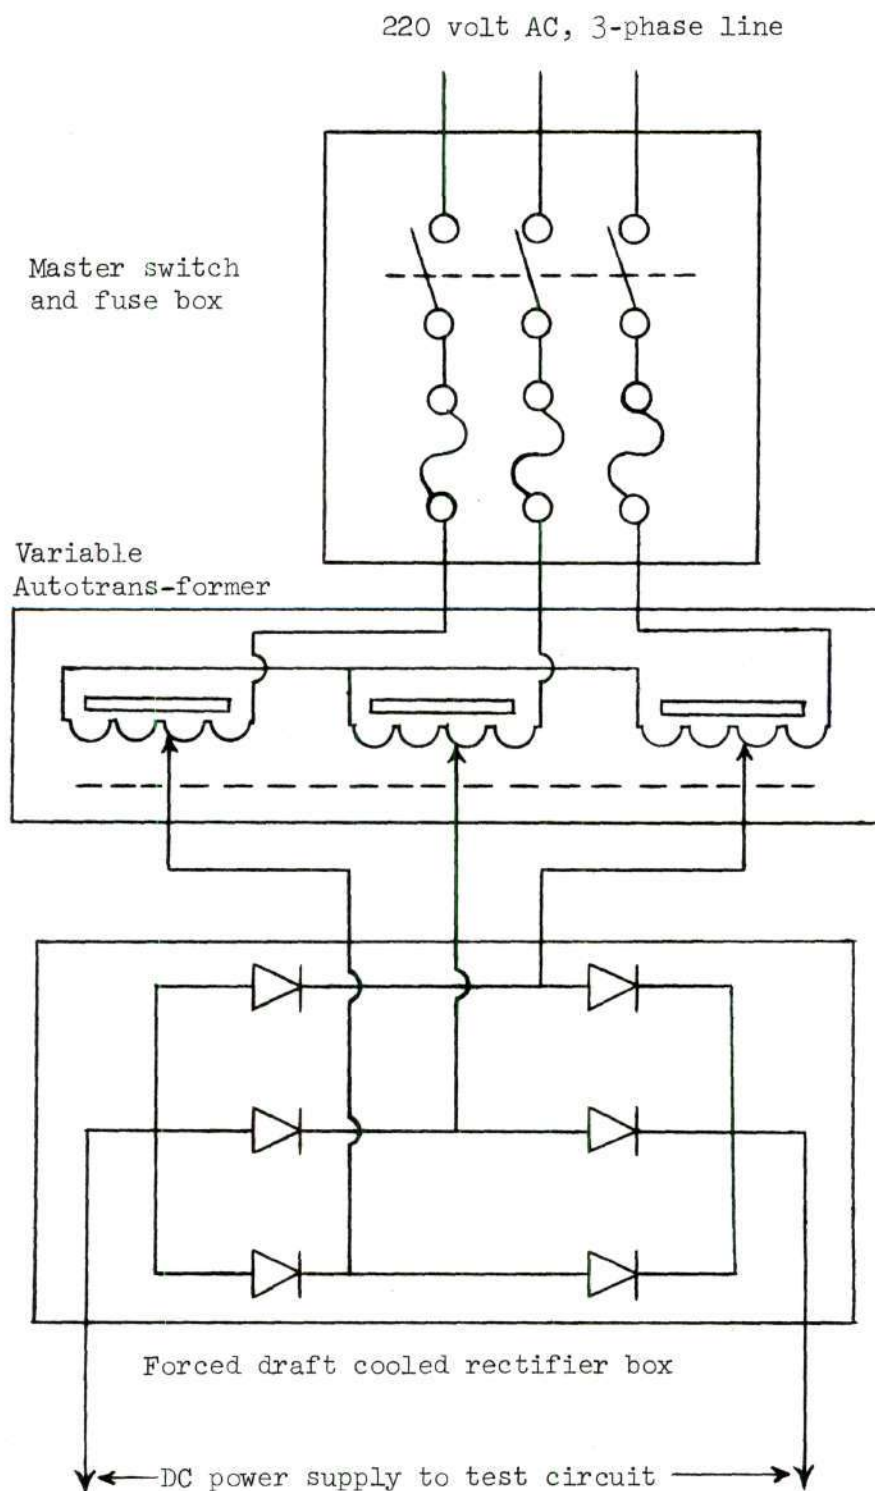 220 volt AC, 3-phase line
Master switch
and fuse box
Variable
Autotrans-former
Forced draft cooled rectifier box
DC power supply to test circuit